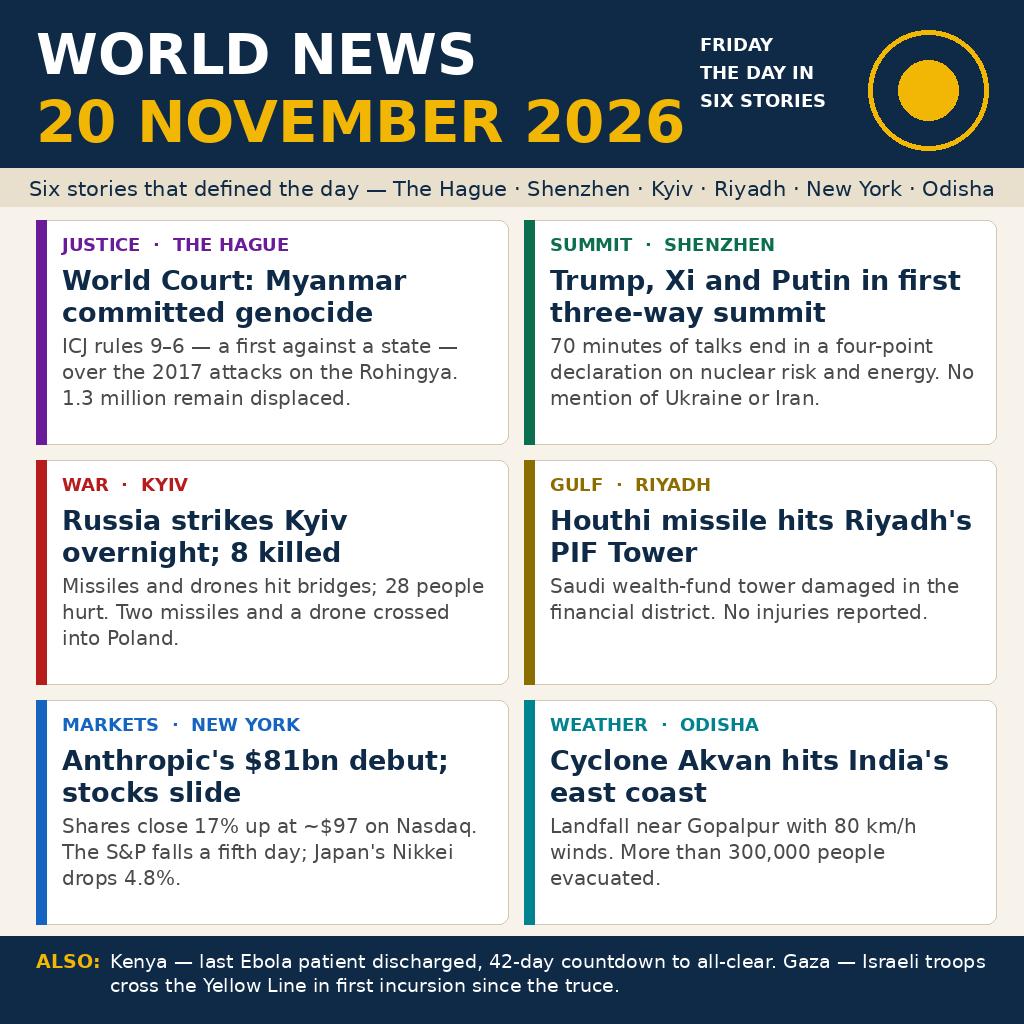 WORLD NEWS
20 NOVEMBER 2026
FRIDAY
THE DAY IN
SIX STORIES
Six stories that defined the day — The Hague · Shenzhen · Kyiv · Riyadh · New York · Odisha
JUSTICE · THE HAGUE
World Court: Myanmar
committed genocide
ICJ rules 9–6 — a first against a state —
over the 2017 attacks on the Rohingya.
1.3 million remain displaced.
SUMMIT · SHENZHEN
Trump, Xi and Putin in first
three-way summit
70 minutes of talks end in a four-point
declaration on nuclear risk and energy. No
mention of Ukraine or Iran.
WAR · KYIV
Russia strikes Kyiv
overnight; 8 killed
Missiles and drones hit bridges; 28 people
hurt. Two missiles and a drone crossed
into Poland.
GULF · RIYADH
Houthi missile hits Riyadh's
PIF Tower
Saudi wealth-fund tower damaged in the
financial district. No injuries reported.
MARKETS · NEW YORK
Anthropic's $81bn debut;
stocks slide
Shares close 17% up at ~$97 on Nasdaq.
The S&P falls a fifth day; Japan's Nikkei
drops 4.8%.
WEATHER · ODISHA
Cyclone Akvan hits India's
east coast
Landfall near Gopalpur with 80 km/h
winds. More than 300,000 people
evacuated.
ALSO: Kenya — last Ebola patient discharged, 42-day countdown to all-clear. Gaza — Israeli troops
cross the Yellow Line in first incursion since the truce.